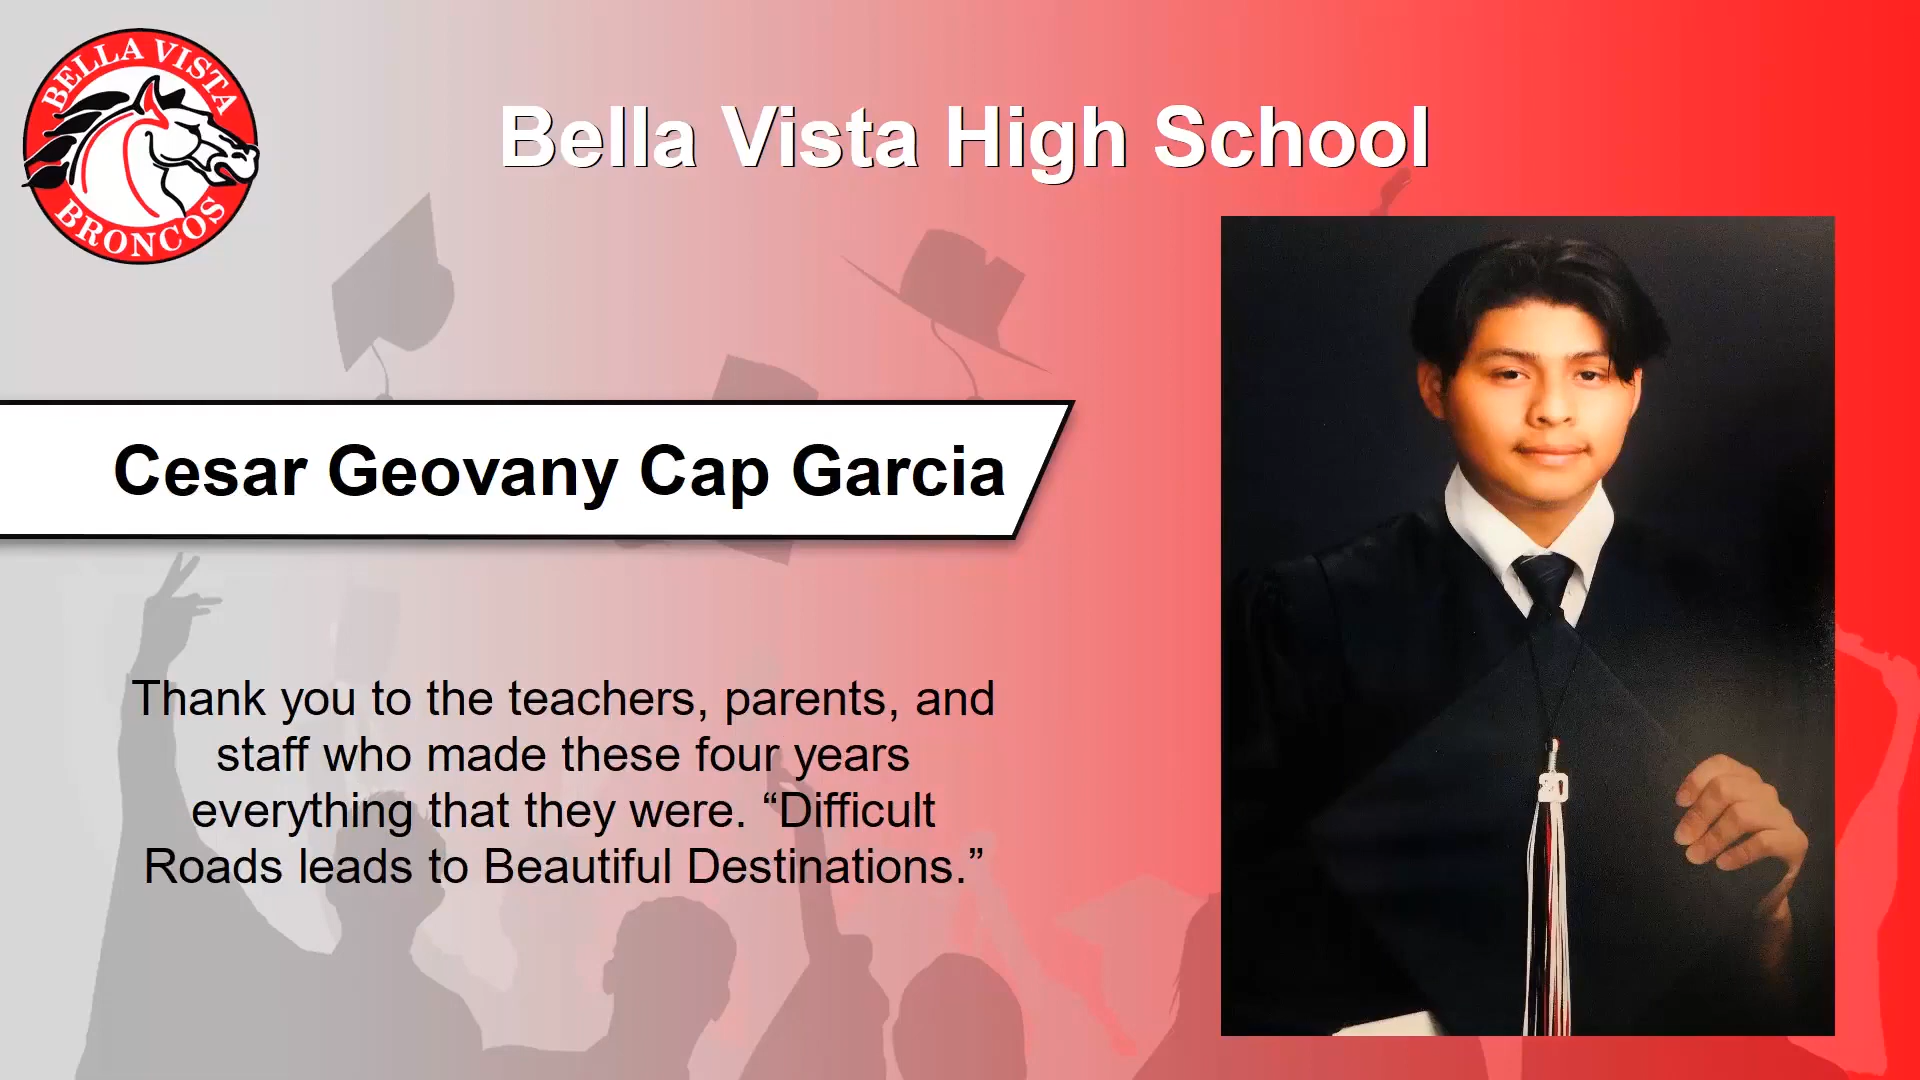 BELLA VISTA
BRONCOS
Bella Vista High School
Cesar Geovany Cap Garcia
Thank you to the teachers, parents, and
staff who made these four years
everything that they were. “Difficult
Roads leads to Beautiful Destinations.”